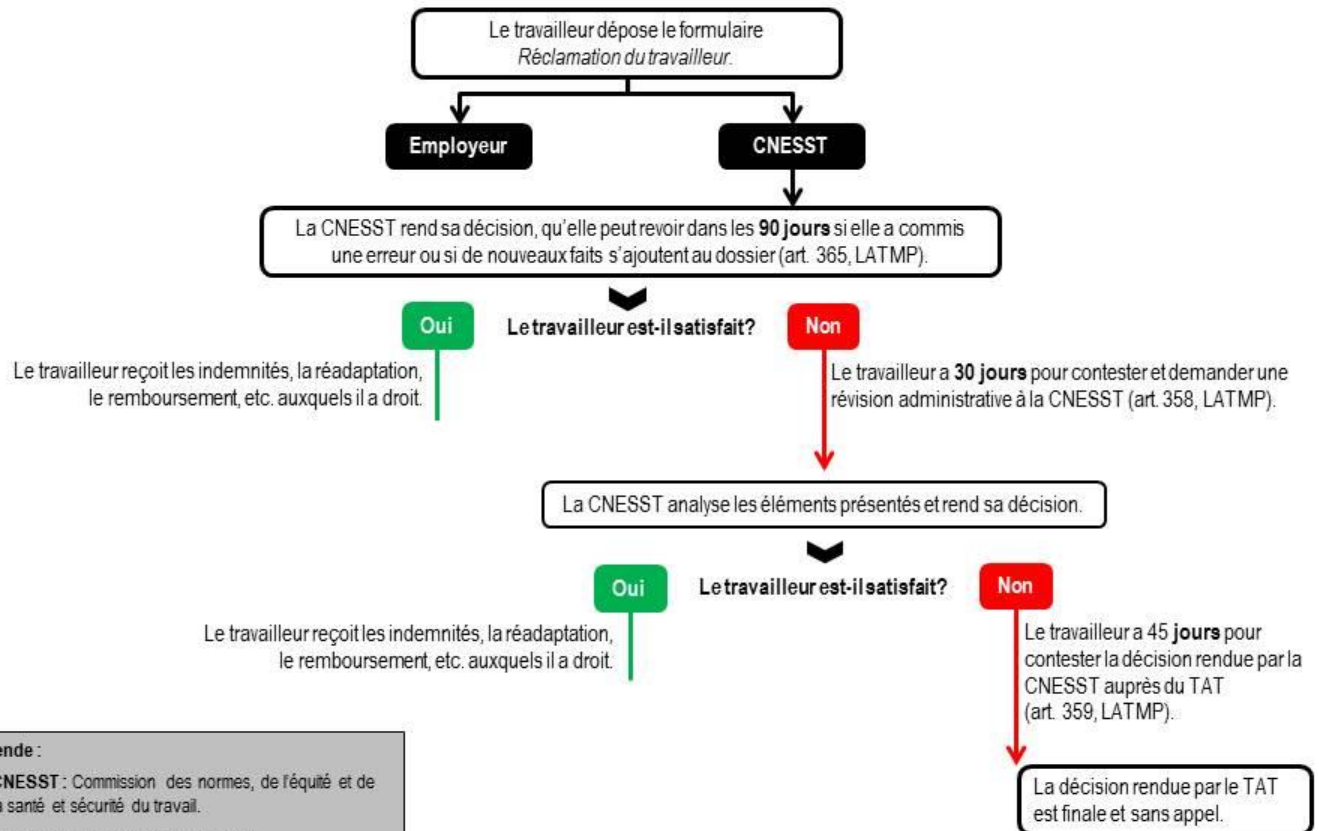 Le travailleur dépose le formulaire
Réclamation du travailleur.
Employeur
CNESST
La CNESST rend sa décision, qu'elle peut revoir dans les 90 jours si elle a commis
une erreur ou si de nouveaux faits s'ajoutent au dossier (art. 365, LATMP).
Oui
Le travailleur est-il satisfait?
Non
Le travailleur reçoit les indemnités, la réadaptation,
le remboursement, etc. auxquels il a droit.
Le travailleur a 30 jours pour contester et demander une
révision administrative à la CNESST (art. 358, LATMP).
La CNESST analyse les éléments présentés et rend sa décision.
Oui
Le travailleur est-il satisfait?
Non
Le travailleur reçoit les indemnités, la réadaptation,
le remboursement, etc. auxquels il a droit.
Le travailleur a 45 jours pour
contester la décision rendue par la
CNESST auprès du TAT
(art. 359, LATMP).
La décision rendue par le TAT
est finale et sans appel.
ende :
CNESST : Commission des normes, de l'équité et de
a santé et sécurité du travail.